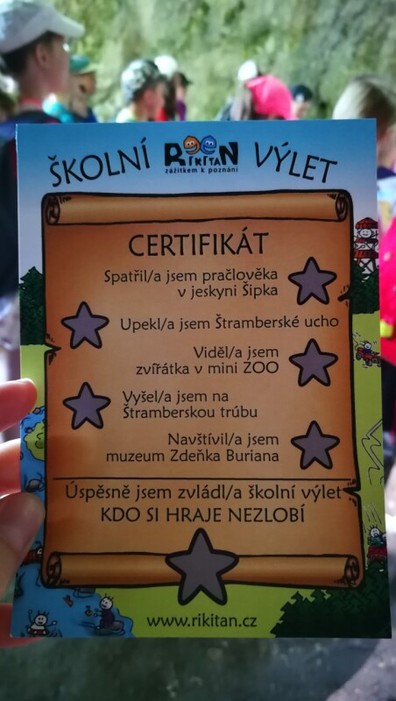 ŠKOLNÍ ROON VÝLET
RIKITAN
zážitkem k poznání
CERTIFIKÁT
Spatřil/a jsem pračlověka
v jeskyni Šipka
Upekl/a jsem Štramberské ucho
Viděl/a jsem
zvířátka v mini ZOO
Vyšel/a jsem na
Štramberskou trúbu
Navštívil/a jsem
muzeum Zdeňka Buriana
Úspěšně jsem zvládl/a školní výlet
KDO SI HRAJE NEZLOBÍ
www.rikitan.cz